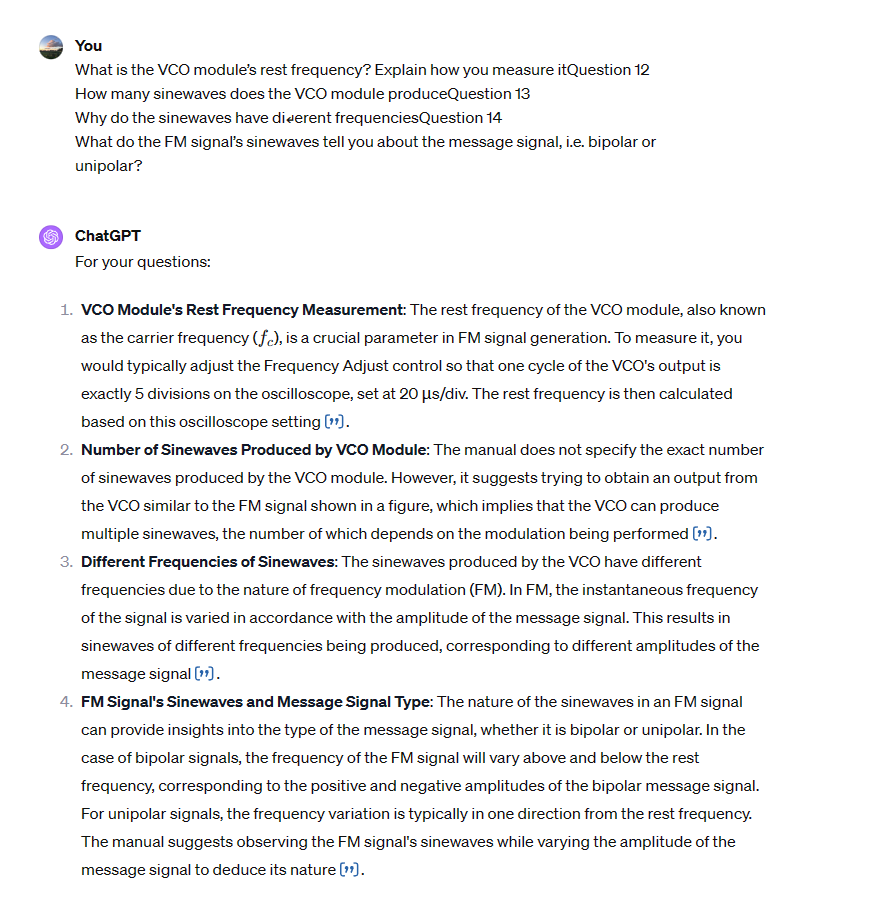 You
What is the VCO module's rest frequency? Explain how you measure itQuestion 12
How many sinewaves does the VCO module produceQuestion 13
Why do the sinewaves have di↵erent frequenciesQuestion 14
What do the FM signal's sinewaves tell you about the message signal, i.e. bipolar or
unipolar?
ChatGPT
For your questions:
1. VCO Module's Rest Frequency Measurement: The rest frequency of the VCO module, also known
as the carrier frequency (f_c), is a crucial parameter in FM signal generation. To measure it, you
would typically adjust the Frequency Adjust control so that one cycle of the VCO's output is
exactly 5 divisions on the oscilloscope, set at 20 μs/div. The rest frequency is then calculated
based on this oscilloscope setting [”].
2. Number of Sinewaves Produced by VCO Module: The manual does not specify the exact number
of sinewaves produced by the VCO module. However, it suggests trying to obtain an output from
the VCO similar to the FM signal shown in a figure, which implies that the VCO can produce
multiple sinewaves, the number of which depends on the modulation being performed [”].
3. Different Frequencies of Sinewaves: The sinewaves produced by the VCO have different
frequencies due to the nature of frequency modulation (FM). In FM, the instantaneous frequency
of the signal is varied in accordance with the amplitude of the message signal. This results in
sinewaves of different frequencies being produced, corresponding to different amplitudes of the
message signal [”].
4. FM Signal's Sinewaves and Message Signal Type: The nature of the sinewaves in an FM signal
can provide insights into the type of the message signal, whether it is bipolar or unipolar. In the
case of bipolar signals, the frequency of the FM signal will vary above and below the rest
frequency, corresponding to the positive and negative amplitudes of the bipolar message signal.
For unipolar signals, the frequency variation is typically in one direction from the rest frequency.
The manual suggests observing the FM signal's sinewaves while varying the amplitude of the
message signal to deduce its nature [”].